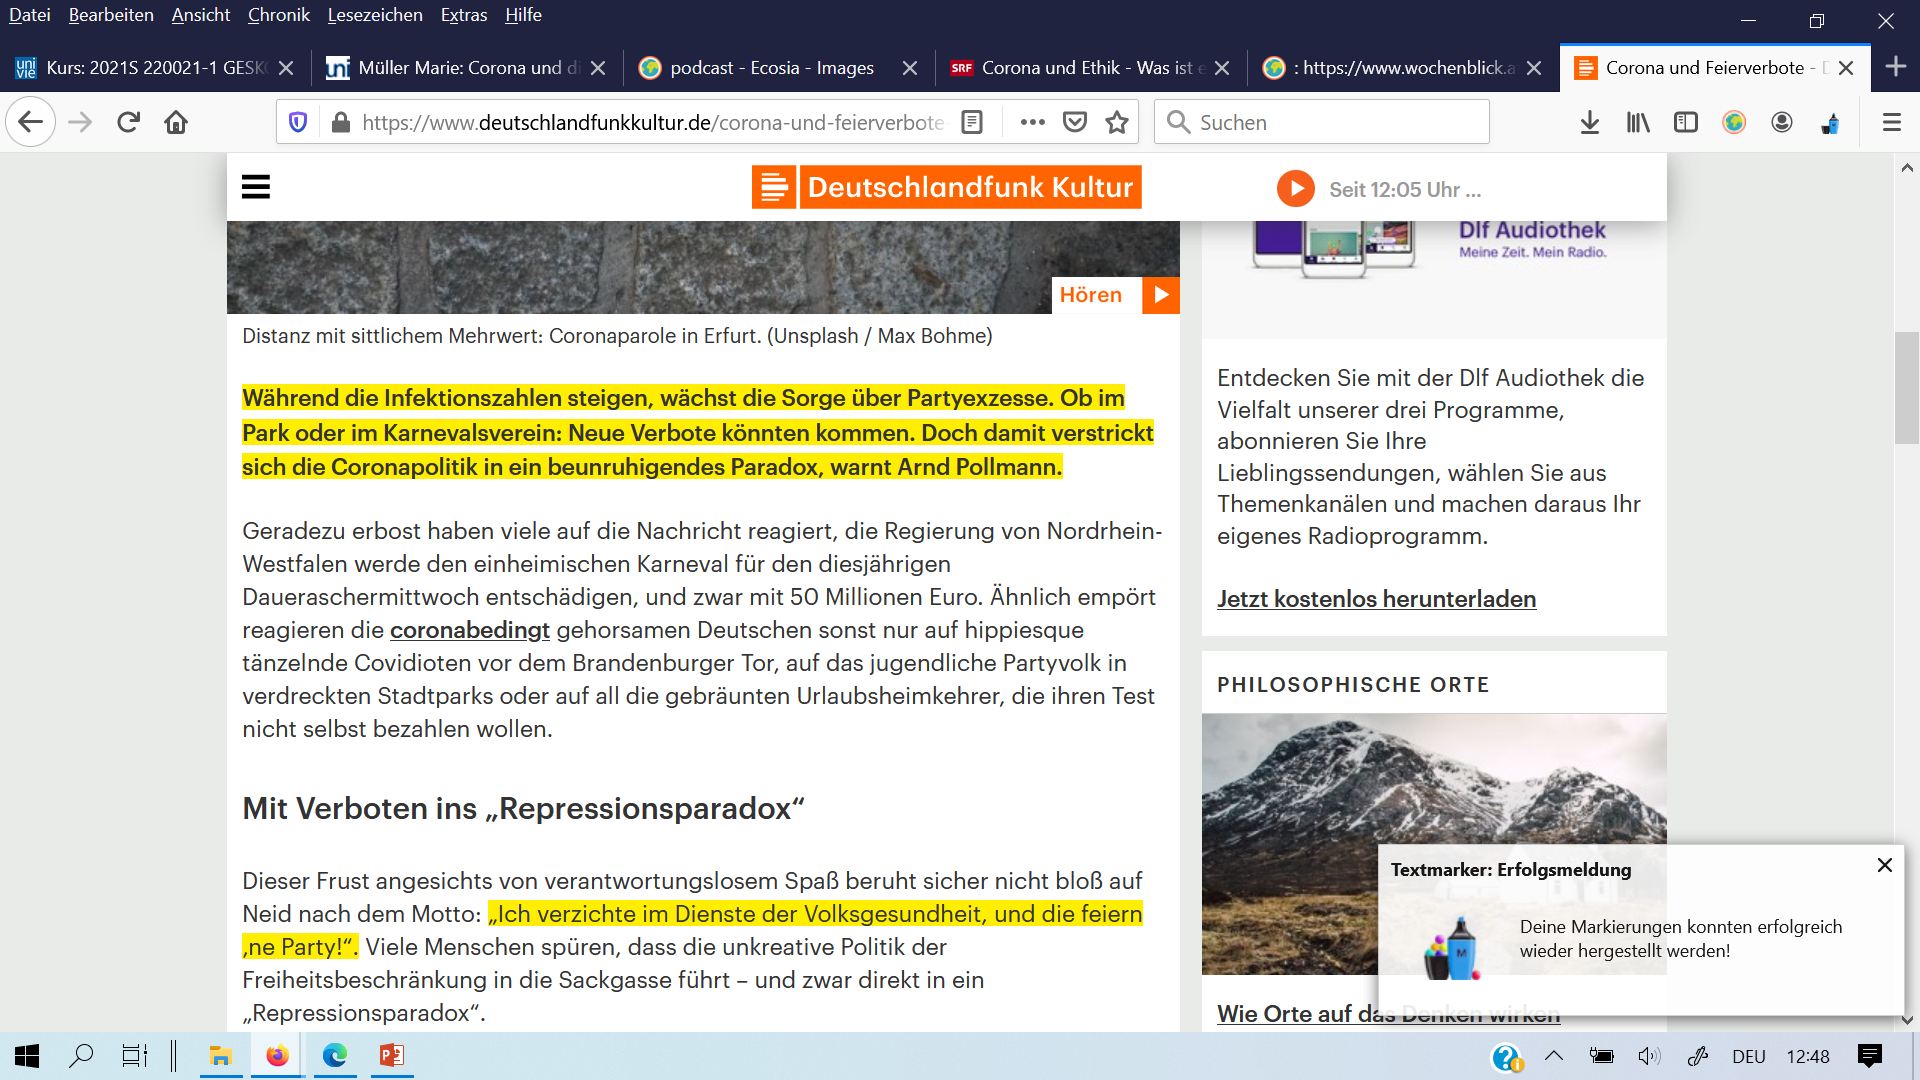 Datei Bearbeiten Ansicht Chronik Lesezeichen Extras Hilfe
Kurs: 2021S 220021-1 GESK
Müller Marie: Corona und di
podcast - Ecosia - Images
SRF Corona und Ethik - Was ist e
: https://www.wochenblick.a
Corona und Feierverbote - D
https://www.deutschlandfunkkultur.de/corona-und-feierverbote-
Suchen
Deutschlandfunk Kultur
Seit 12:05 Uhr ...
Hören
Distanz mit sittlichem Mehrwert: Coronaparole in Erfurt. (Unsplash / Max Bohme)
Während die Infektionszahlen steigen, wächst die Sorge über Partyexzesse. Ob im
Park oder im Karnevalsverein: Neue Verbote könnten kommen. Doch damit verstrickt
sich die Coronapolitik in ein beunruhigendes Paradox, warnt Arnd Pollmann.
Geradezu erbost haben viele auf die Nachricht reagiert, die Regierung von Nordrhein-
Westfalen werde den einheimischen Karneval für den diesjährigen
Daueraschermittwoch entschädigen, und zwar mit 50 Millionen Euro. Ähnlich empört
reagieren die coronabedingt gehorsamen Deutschen sonst nur auf hippiesque
tänzelnde Covidioten vor dem Brandenburger Tor, auf das jugendliche Partyvolk in
verdreckten Stadtparks oder auf all die gebräunten Urlaubsheimkehrer, die ihren Test
nicht selbst bezahlen wollen.
Mit Verboten ins „Repressionsparadox“
Dieser Frust angesichts von verantwortungslosem Spaß beruht sicher nicht bloß auf
Neid nach dem Motto: „Ich verzichte im Dienste der Volksgesundheit, und die feiern
‚ne Party!“. Viele Menschen spüren, dass die unkreative Politik der
Freiheitsbeschränkung in die Sackgasse führt – und zwar direkt in ein
„Repressionsparadox“.
Dlf Audiothek
Meine Zeit. Mein Radio.
Entdecken Sie mit der Dlf Audiothek die
Vielfalt unserer drei Programme,
abonnieren Sie Ihre
Lieblingssendungen, wählen Sie aus
Themenkanälen und machen daraus Ihr
eigenes Radioprogramm.
Jetzt kostenlos herunterladen
PHILOSOPHISCHE ORTE
Wie Orte auf das Denken wirken
Textmarker: Erfolgsmeldung
M
Deine Markierungen konnten erfolgreich
wieder hergestellt werden!
DEU 12:48